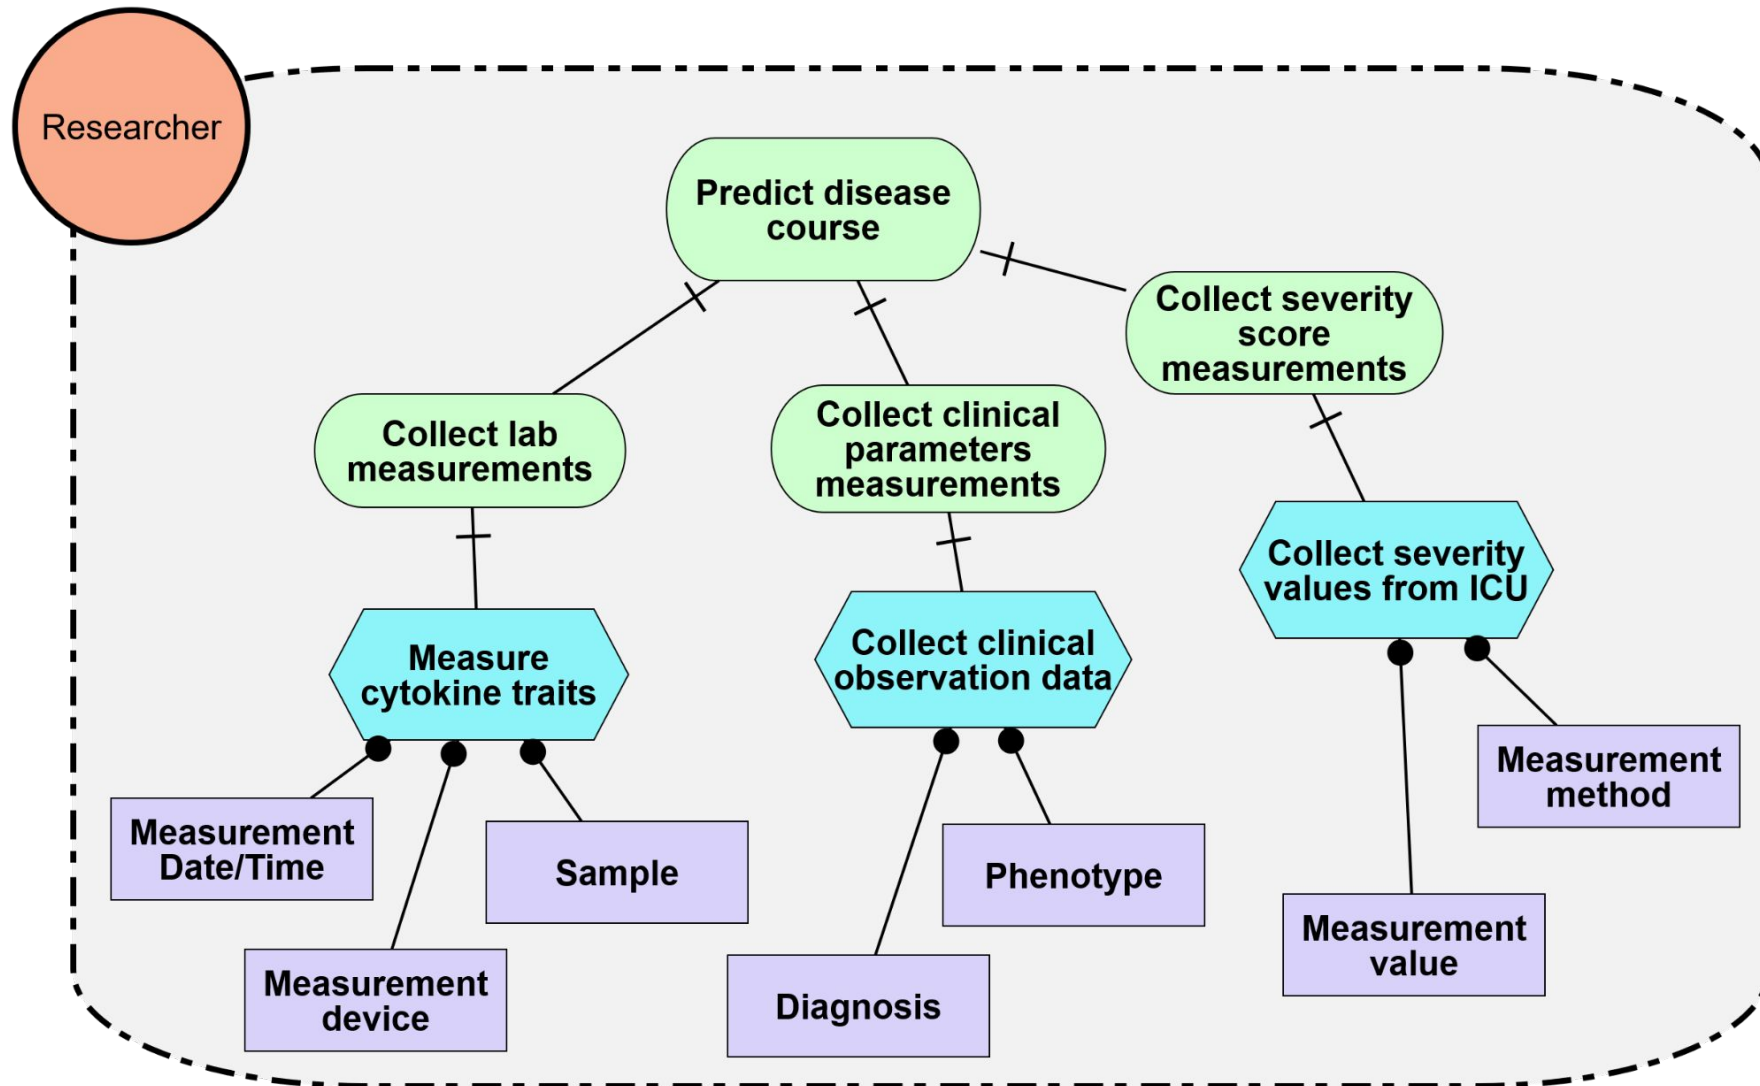 Researcher
Predict disease
course
Collect severity
score
measurements
Collect lab
measurements
Collect clinical
parameters
measurements
Collect severity
values from ICU
Measure
cytokine traits
Collect clinical
observation data
Measurement
method
Measurement
Date/Time
Sample
Phenotype
Measurement
value
Measurement
device
Diagnosis